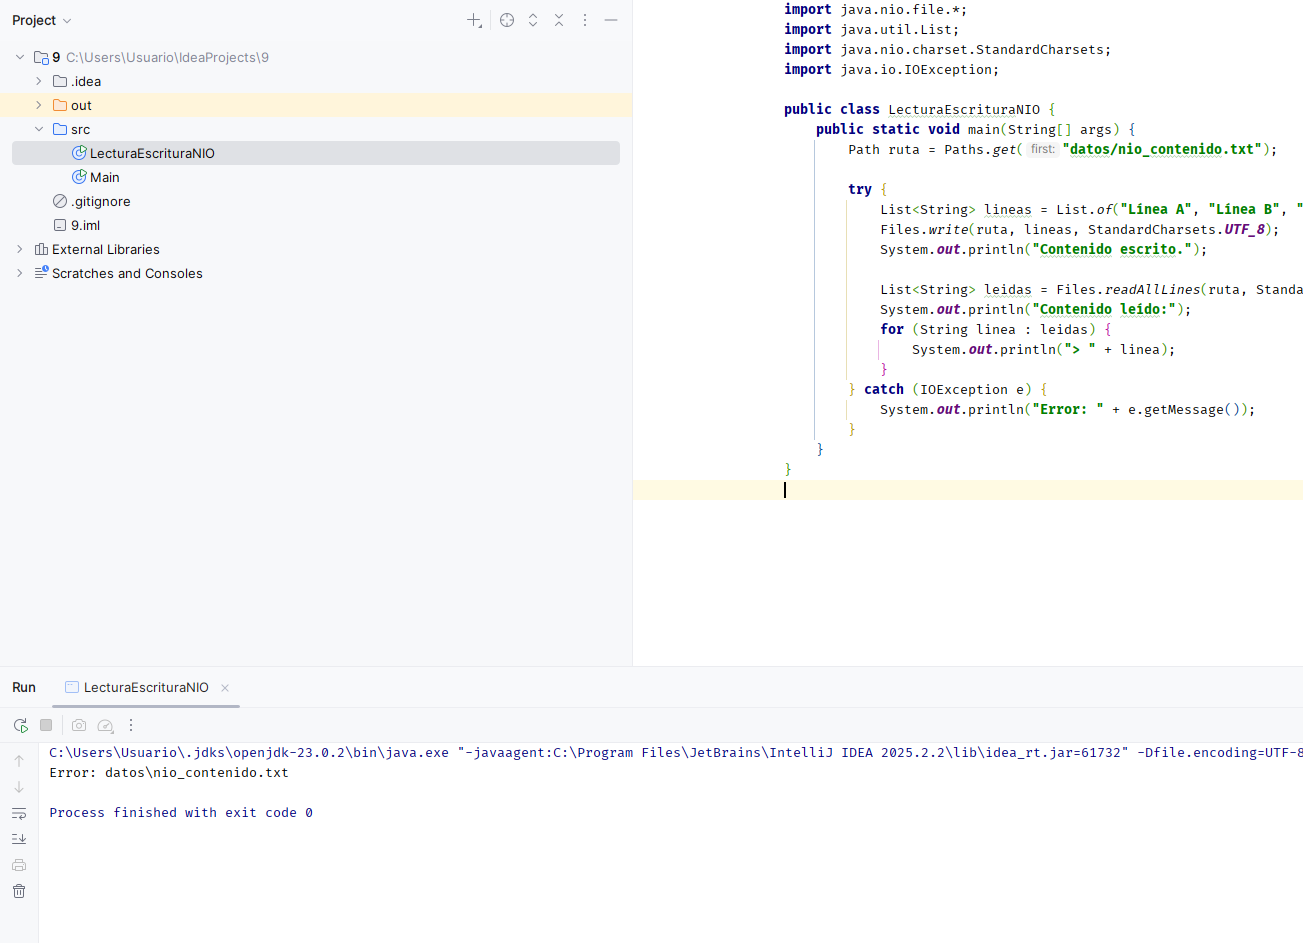 Project
9 C:\Users\Usuario\IdeaProjects\9
.idea
out
src
LecturaEscrituraNIO
Main
.gitignore
9.iml
External Libraries
Scratches and Consoles
import java.nio.file.*;
import java.util.List;
import java.nio.charset.StandardCharsets;
import java.io.IOException;
public class LecturaEscrituraNIO {
public static void main(String[] args) {
Path ruta = Paths.get( first: "datos/nio_contenido.txt");
try {
List<String> lineas = List.of("Línea A", "Línea B", "
Files.write(ruta, lineas, StandardCharsets.UTF_8);
System.out.println("Contenido escrito.");
List<String> leidas = Files.readAllLines(ruta, Standa
System.out.println("Contenido leído:");
for (String linea : leidas) {
System.out.println("> " + linea);
}
} catch (IOException e) {
System.out.println("Error: " + e.getMessage());
}
}
}
Run LecturaEscrituraNIO
C:\Users\Usuario\.jdks\openjdk-23.0.2\bin\java.exe "-javaagent:C:\Program Files\JetBrains\IntelliJ IDEA 2025.2.2\lib\idea_rt.jar=61732" -Dfile.encoding=UTF-8
Error: datos\nio_contenido.txt
Process finished with exit code 0